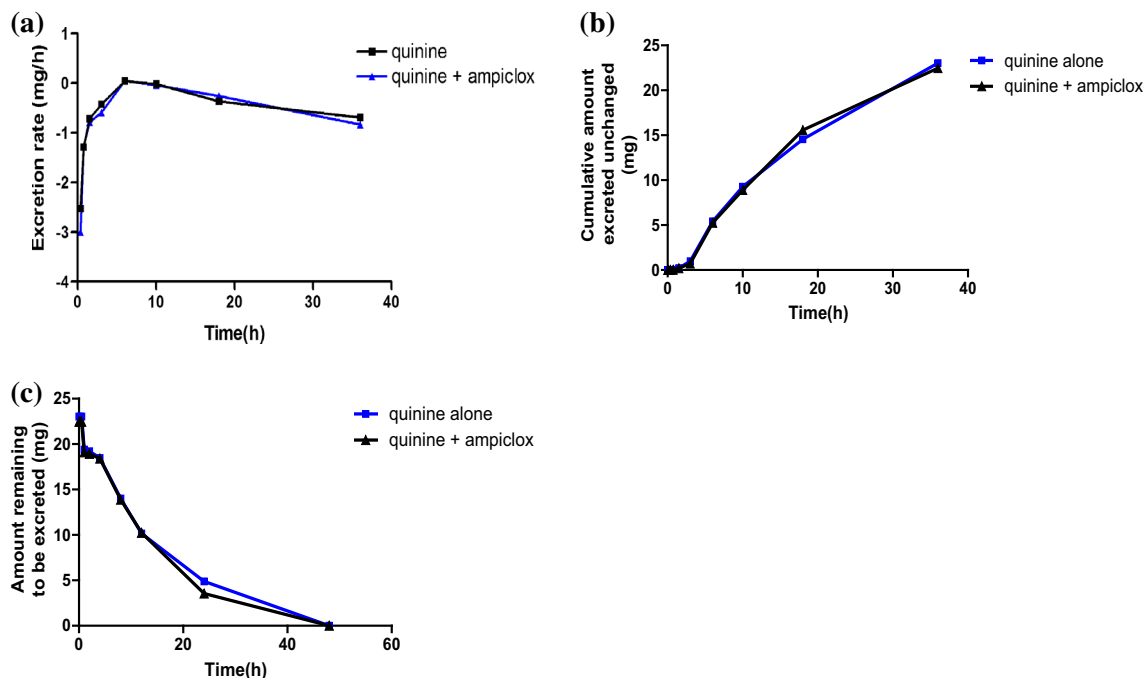 (a)
Excretion rate (mg/h)
1
0
-1
-2
-3
-4
0 10 20 30 40
Time(h)
quinine
quinine + ampiclox
(b)
Cumulative amount
excreted unchanged
(mg)
25
20
15
10
5
0
0 10 20 30 40
Time(h)
quinine alone
quinine + ampiclox
(c)
Amount remaining
to be excreted (mg)
25
20
15
10
5
0
0 20 40 60
Time(h)
quinine alone
quinine + ampiclox